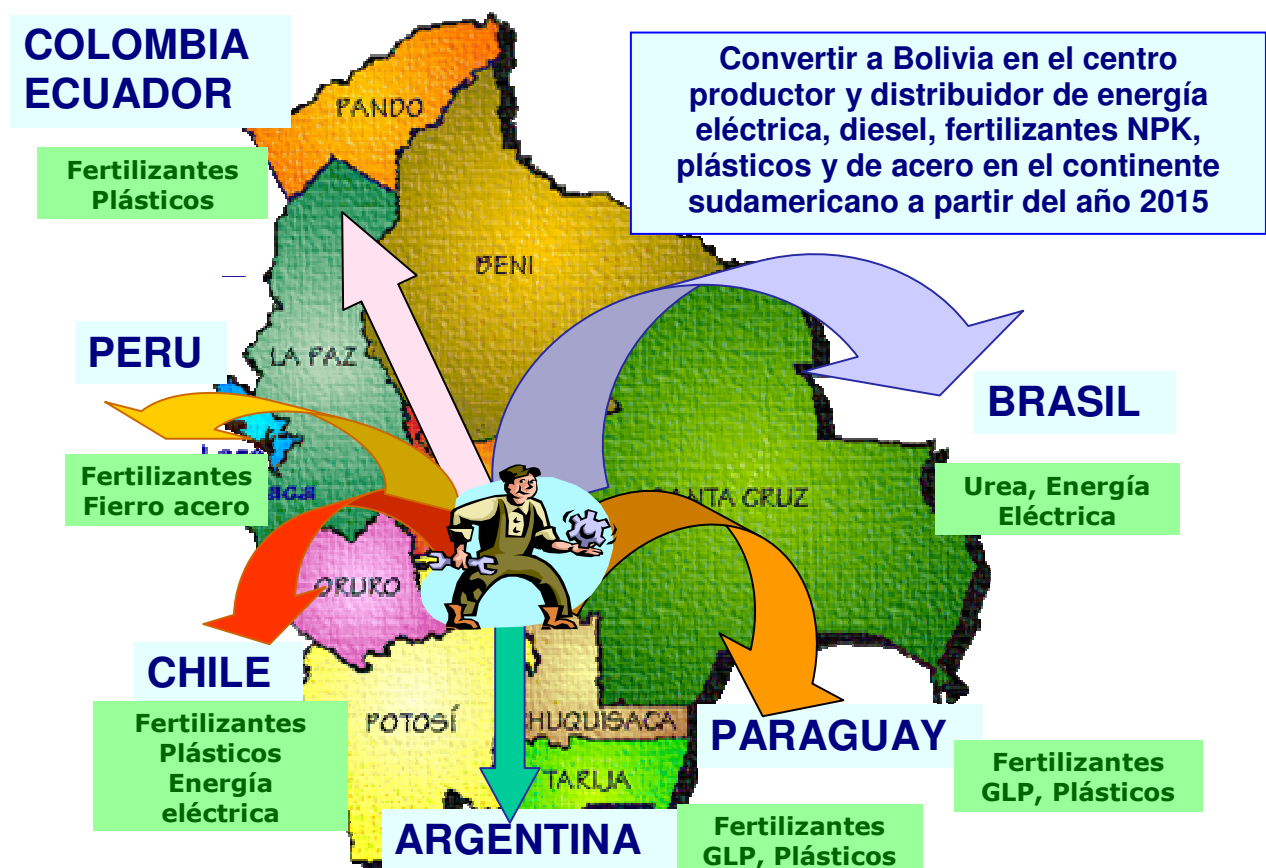 COLOMBIA
ECUADOR
Fertilizantes
Plásticos
Convertir a Bolivia en el centro
productor y distribuidor de energía
eléctrica, diesel, fertilizantes NPK,
plásticos y de acero en el continente
sudamericano a partir del año 2015
PANDO
BENI
LA PAZ
PERU
Fertilizantes
Fierro acero
BRASIL
Urea, Energía
Eléctrica
ANTA CRUZ
ORURO
CHILE
Fertilizantes
Plásticos
Energía
eléctrica
POTOSÍ
HUQUISACA
TARIJA
PARAGUAY
Fertilizantes
GLP, Plásticos
ARGENTINA
Fertilizantes
GLP, Plásticos